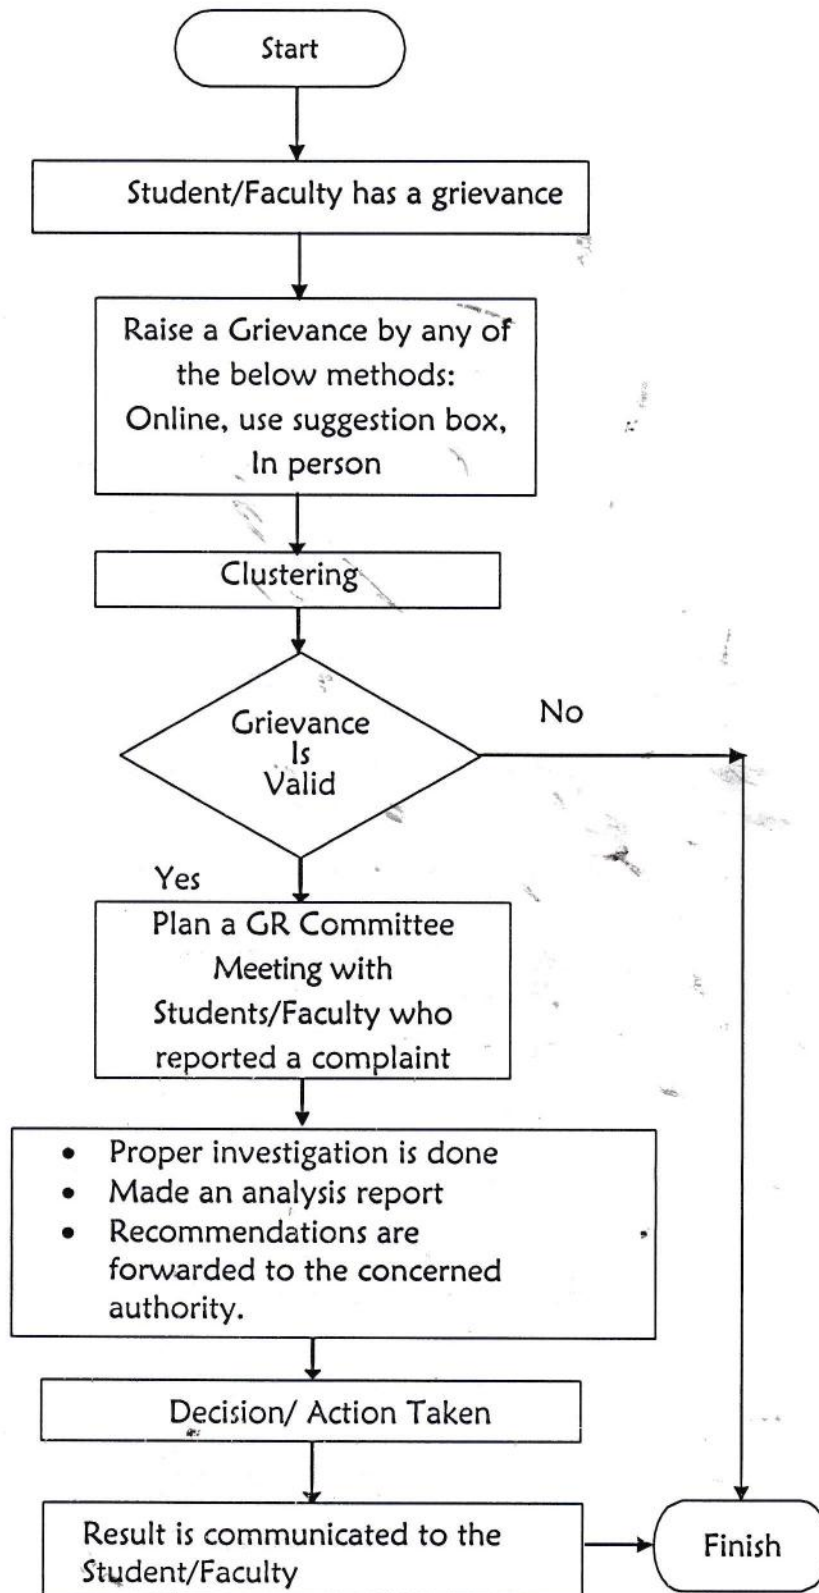 Start
Student/Faculty has a grievance
Raise a Grievance by any of
the below methods:
Online, use suggestion box,
In person
Clustering
Grievance
Is
Valid
No
Yes
Plan a GR Committee
Meeting with
Students/Faculty who
reported a complaint
• Proper investigation is done
• Made an analysis report
• Recommendations are
forwarded to the concerned
authority.
Decision/ Action Taken
Result is communicated to the
Student/Faculty
Finish